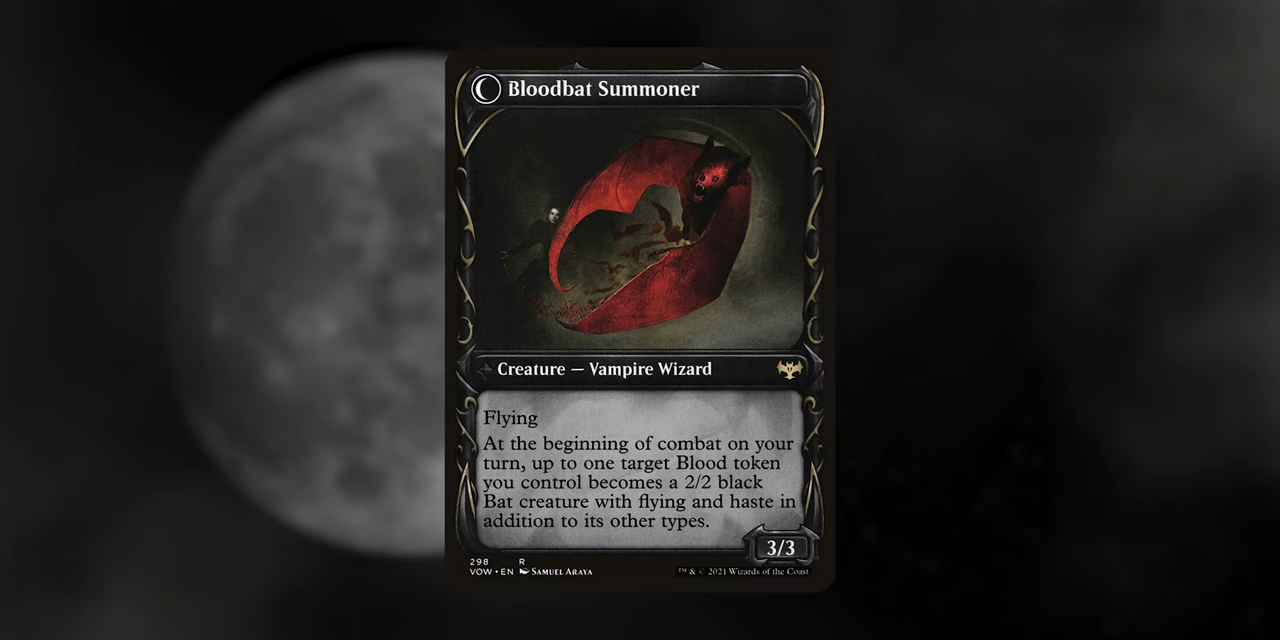 Bloodbat Summoner
Creature — Vampire Wizard
Flying
At the beginning of combat on your
turn, up to one target Blood token
you control becomes a 2/2 black
Bat creature with flying and haste in
addition to its other types.
3/3
298 R
VOW • EN Samuel Araya
™ & © 2021 Wizards of the Coast